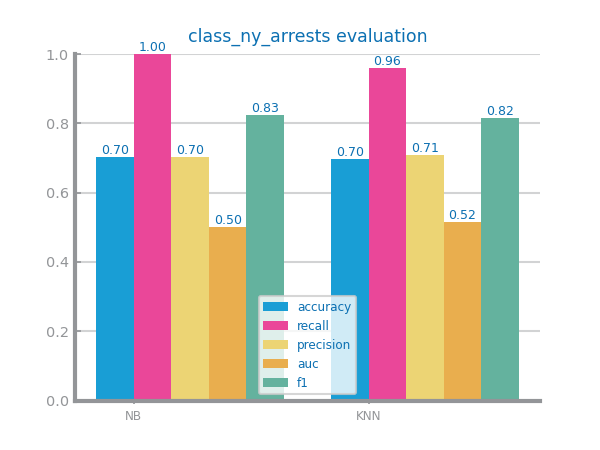 class_ny_arrests evaluation
1.0
0.8
0.6
0.4
0.2
0.0
0.70
1.00
0.70
0.50
0.83
0.70
0.96
0.71
0.52
0.82
accuracy
recall
precision
auc
f1
NB
KNN